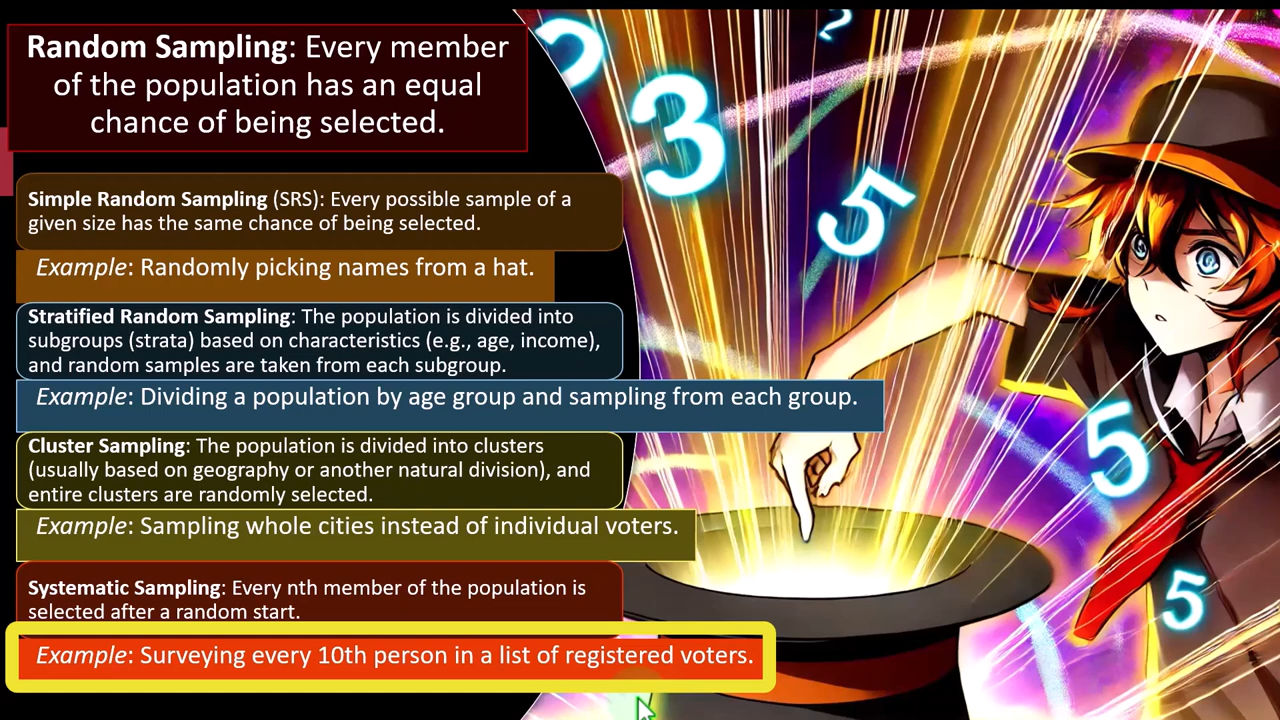 Random Sampling: Every member
of the population has an equal
chance of being selected.
Simple Random Sampling (SRS): Every possible sample of a
given size has the same chance of being selected.
Example: Randomly picking names from a hat.
Stratified Random Sampling: The population is divided into
subgroups (strata) based on characteristics (e.g., age, income),
and random samples are taken from each subgroup.
Example: Dividing a population by age group and sampling from each group.
Cluster Sampling: The population is divided into clusters
(usually based on geography or another natural division), and
entire clusters are randomly selected.
Example: Sampling whole cities instead of individual voters.
Systematic Sampling: Every nth member of the population is
selected after a random start.
Example: Surveying every 10th person in a list of registered voters.
3
5
5
5